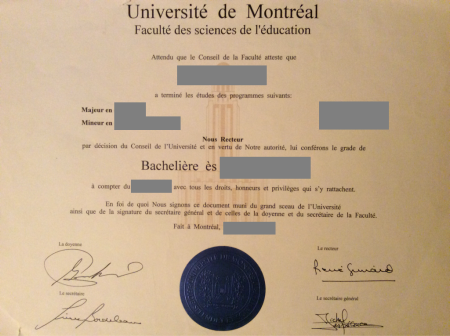 Université de Montréal
Faculté des sciences de l'éducation
Attendu que le Conseil de la Faculté atteste que
a terminé les études des programmes suivants:
Majeur en
Mineur en
Nous Recteur
par décision du Conseil de l'Université et en vertu de Notre autorité, lui conférons le grade de
Bachelière ès
à compter du avec tous les droits, honneurs et privilèges qui s'y rattachent.
En foi de quoi Nous signons ce document muni du grand sceau de l'Université
ainsi que de la signature du secrétaire général et de celles de la doyenne et du secrétaire de la Faculté.
Fait à Montréal,
La doyenne
Le recteur
La secrétaire
Le secrétaire général